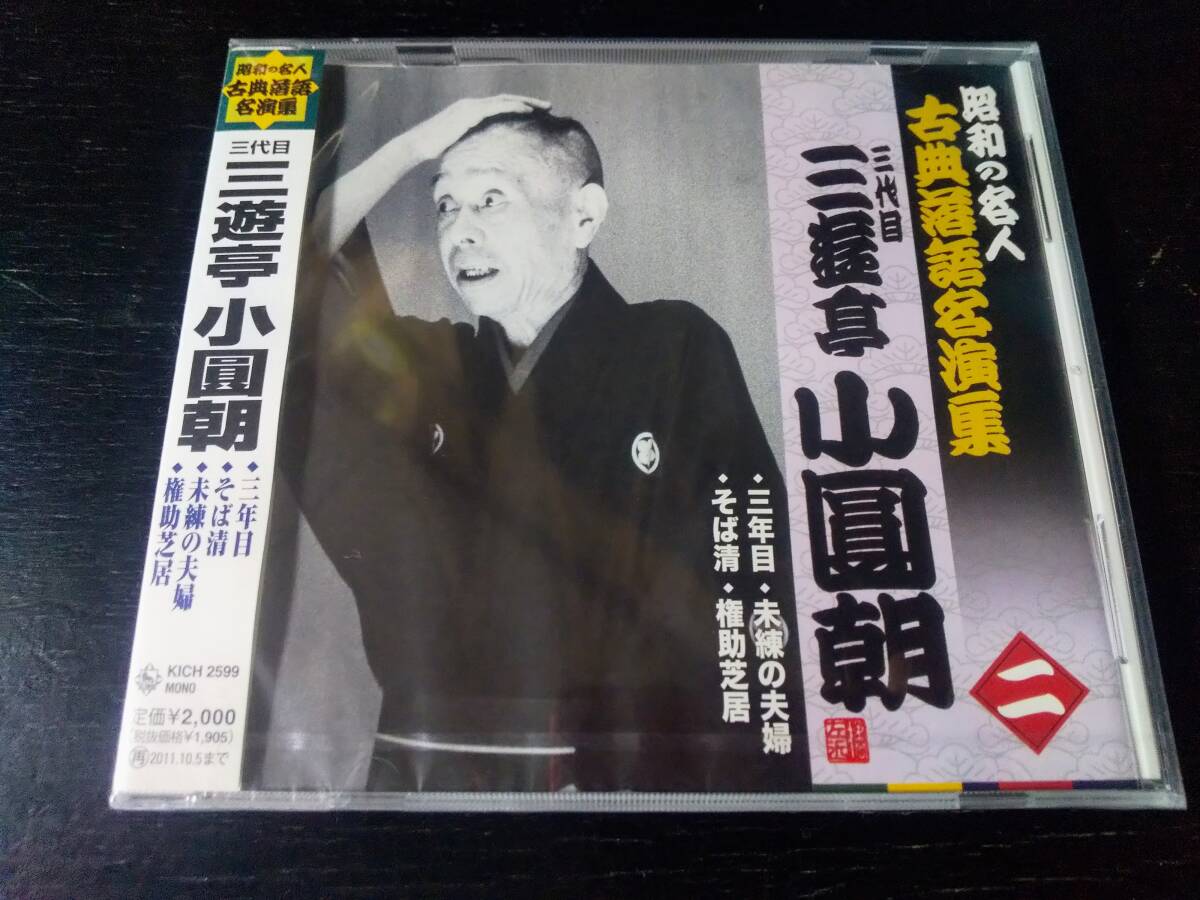 昭和の名人
古典落語
名演集
三代目
三遊亭 小圓朝
◆三年目
◆そば清
◆未練の夫婦
◆権助芝居
KICH 2599
MONO
定価¥2,000
(税抜価格¥1,905)
再2011.10.5まで
昭和の名人
古典落語名演集
三代目
三遊亭 小圓朝
二
◆三年目◆未練の夫婦
◆そば清◆権助芝居